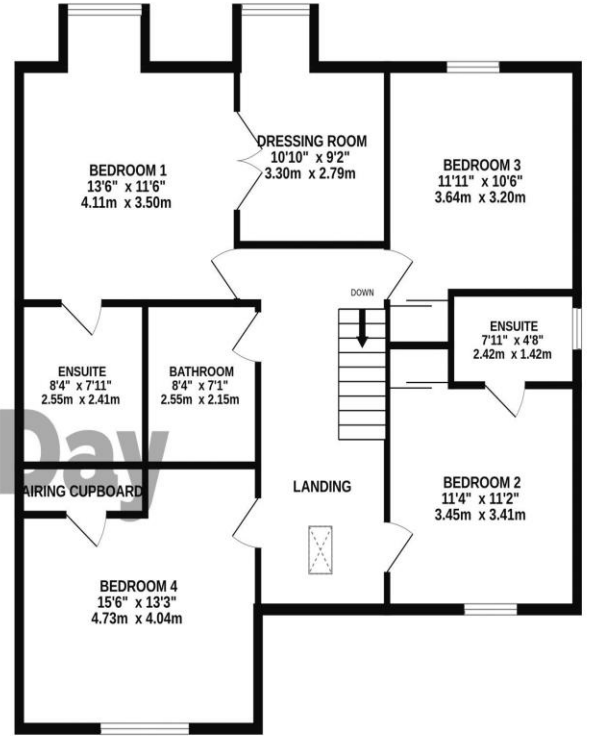 BEDROOM 1
13'6" x 11'6"
4.11m x 3.50m
DRESSING ROOM
10'10" x 9'2"
3.30m x 2.79m
BEDROOM 3
11'11" x 10'6"
3.64m x 3.20m
DOWN
ENSUITE
7'11" x 4'8"
2.42m x 1.42m
ENSUITE
8'4" x 7'11"
2.55m x 2.41m
BATHROOM
8'4" x 7'1"
2.55m x 2.15m
Day
AIRING CUPBOARD
LANDING
BEDROOM 2
11'4" x 11'2"
3.45m x 3.41m
BEDROOM 4
15'6" x 13'3"
4.73m x 4.04m